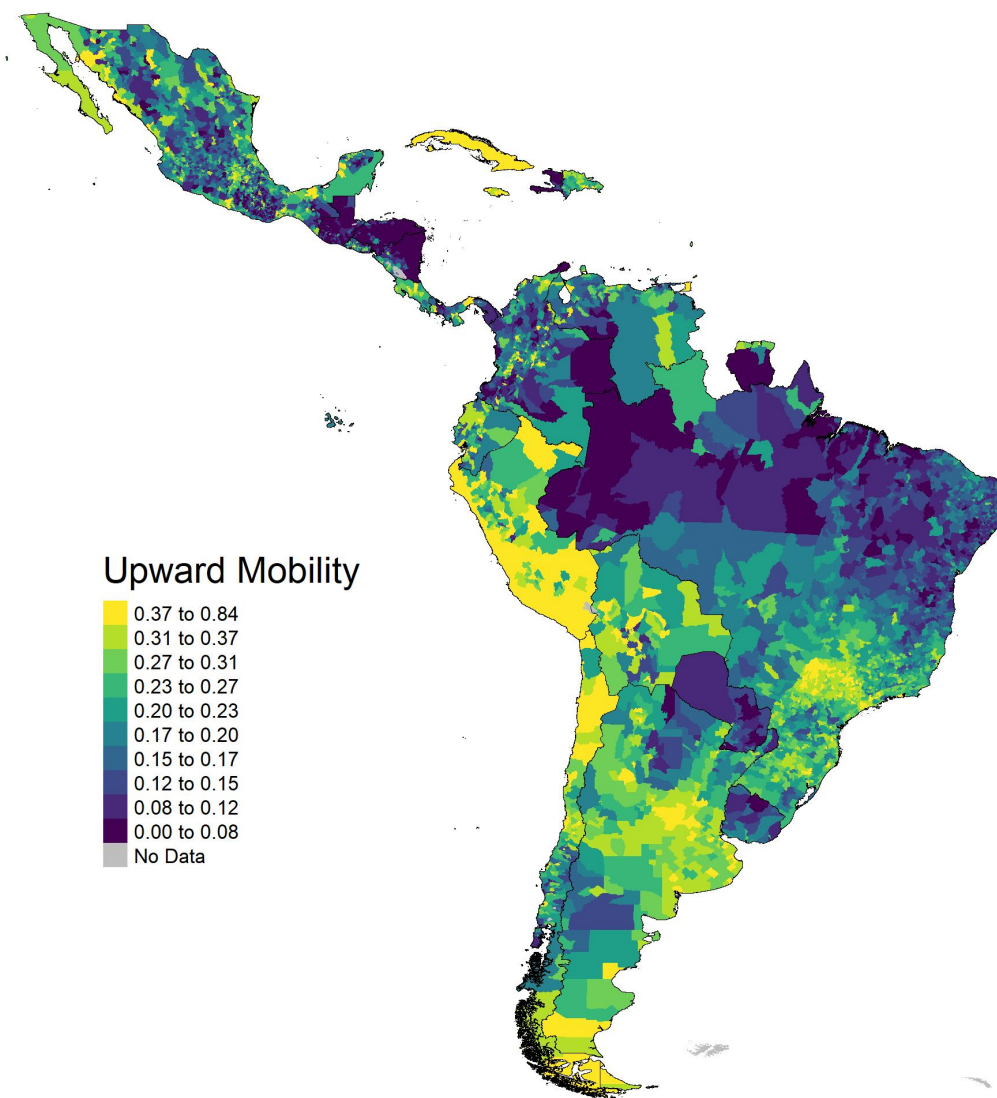 Upward Mobility
0.37 to 0.84
0.31 to 0.37
0.27 to 0.31
0.23 to 0.27
0.20 to 0.23
0.17 to 0.20
0.15 to 0.17
0.12 to 0.15
0.08 to 0.12
0.00 to 0.08
No Data